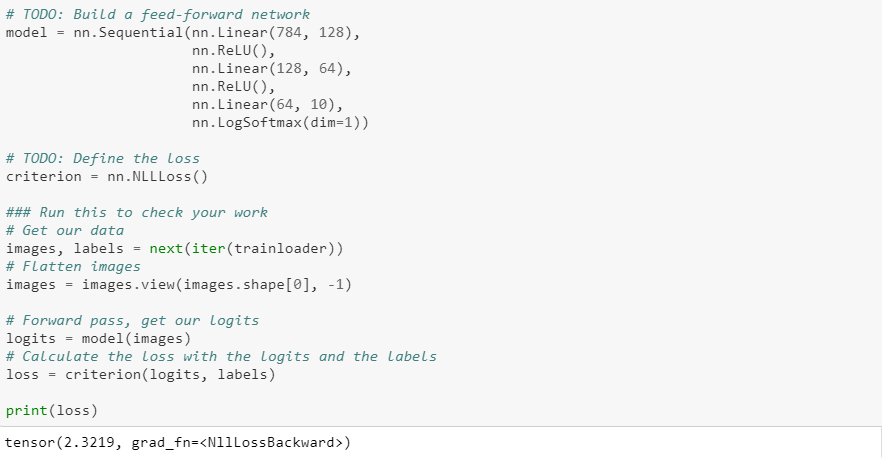 # TODO: Build a feed-forward network
model = nn.Sequential(nn.Linear(784, 128),
                      nn.ReLU(),
                      nn.Linear(128, 64),
                      nn.ReLU(),
                      nn.Linear(64, 10),
                      nn.LogSoftmax(dim=1))

# TODO: Define the loss
criterion = nn.NLLLoss()

### Run this to check your work
# Get our data
images, labels = next(iter(trainloader))
# Flatten images
images = images.view(images.shape[0], -1)

# Forward pass, get our logits
logits = model(images)
# Calculate the loss with the logits and the labels
loss = criterion(logits, labels)

print(loss)
tensor(2.3219, grad_fn=<NllLossBackward>)